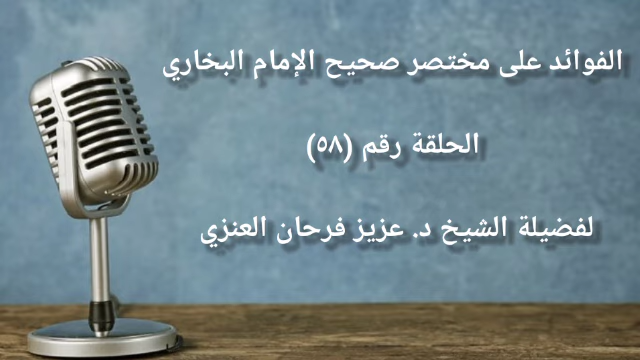 الفوائد على مختصر صحيح الإمام البخاري
الحلقة رقم (٥٨)
لفضيلة الشيخ د. عزيز فرحان العنزي